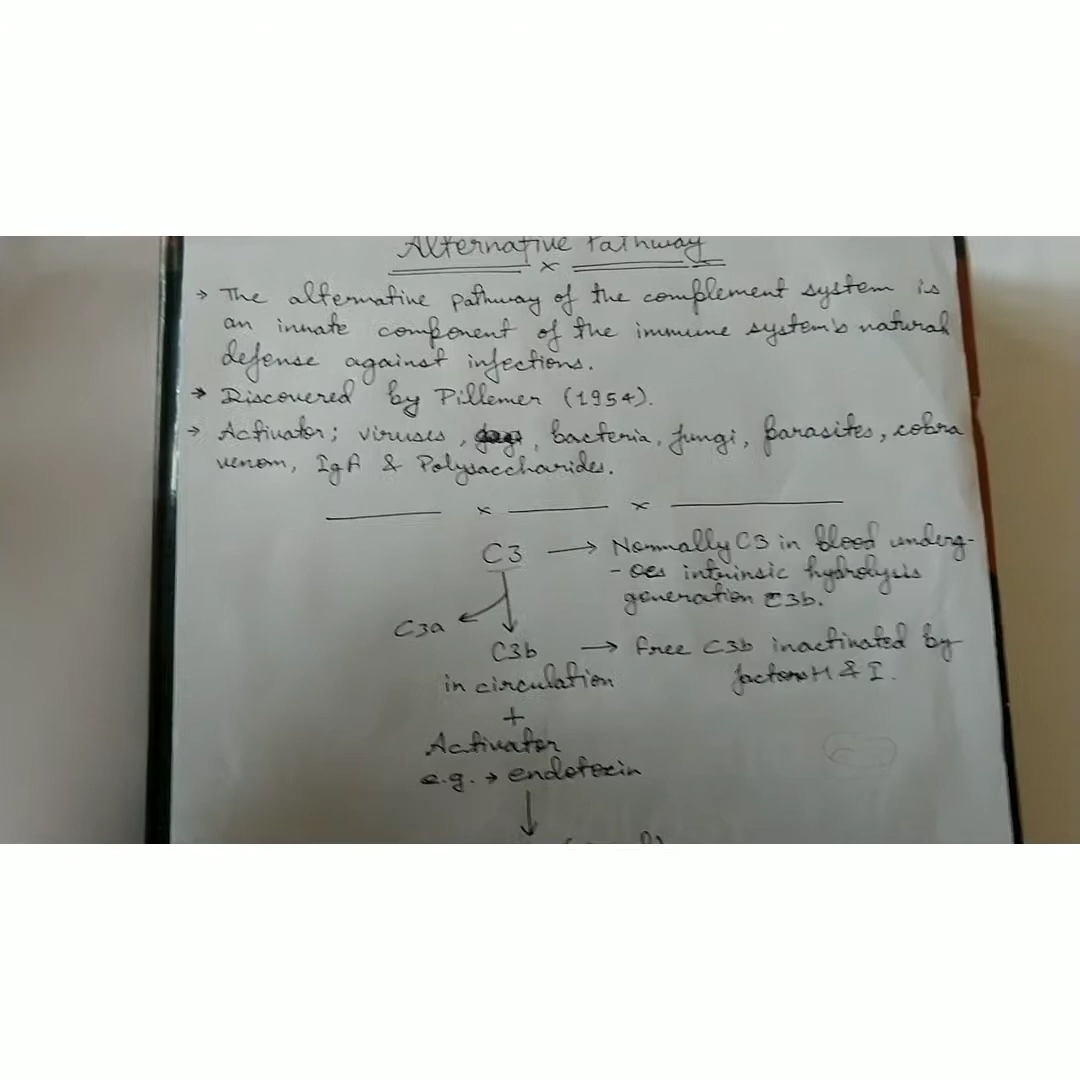 Alternative Pathway
x
→ The alternative pathway of the complement system is
an innate component of the immune system's natural
defense against infections.
→ Discovered by Pillemer (1954).
→ Activator; viruses, , bacteria, fungi, parasites, cobra
venom, IgA & Polysaccharides.
x x
C3 → Normally C3 in blood underg-
- oes intrinsic hydrolysis
generation C3b.
C3a
C3b → free C3b inactivated by
in circulation factors H & I.
+
Activator
e.g. → endotoxin